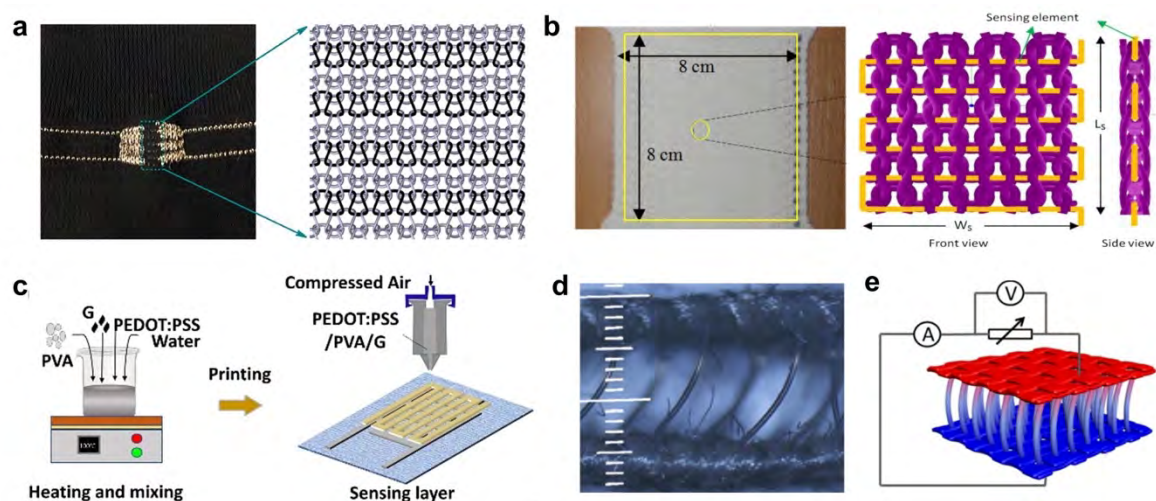 a
b
8 cm
8 cm
Sensing element
Ls
Ws
Front view
Side view
c
G
PEDOT:PSS
PVA
Water
Heating and mixing
Printing
Compressed Air
PEDOT:PSS
/PVA/G
Sensing layer
d
e
V
A